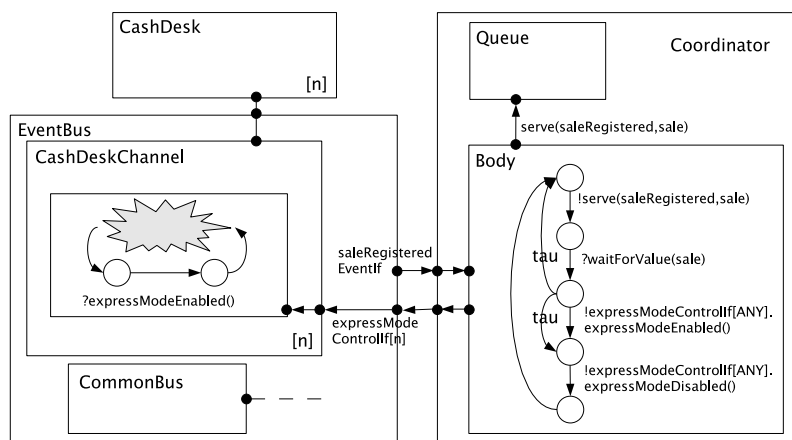 CashDesk
[n]
EventBus
CashDeskChannel
?expressModeEnabled()
[n]
CommonBus
saleRegistered
EventIf
expressMode
ControlIf[n]
Coordinator
Queue
serve(saleRegistered,sale)
Body
!serve(saleRegistered,sale)
tau
?waitForValue(sale)
tau
!expressModeControlIf[ANY].
expressModeEnabled()
!expressModeControlIf[ANY].
expressModeDisabled()